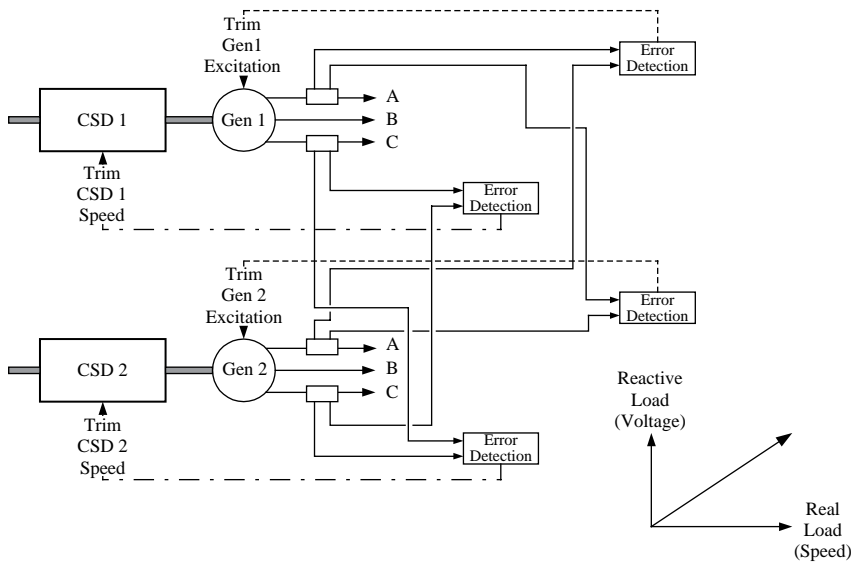 Trim
Gen1
Excitation
Error
Detection
CSD 1
Gen 1
A
B
C
Trim
CSD 1
Speed
Error
Detection
Trim
Gen 2
Excitation
Error
Detection
CSD 2
Gen 2
A
B
C
Trim
CSD 2
Speed
Error
Detection
Reactive
Load
(Voltage)
Real
Load
(Speed)